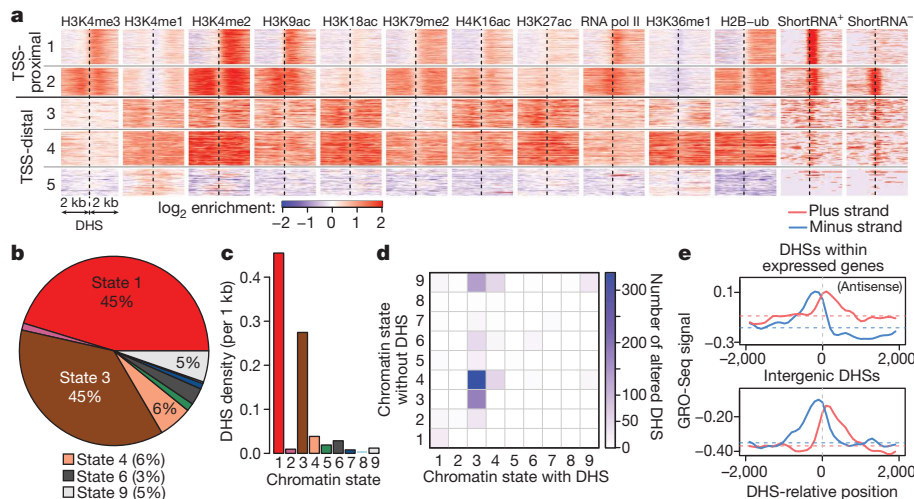 a
H3K4me3 H3K4me1 H3K4me2 H3K9ac H3K18ac H3K79me2 H4K16ac H3K27ac RNA pol II H3K36me1 H2B–ub ShortRNA+ ShortRNA–
TSS-proximal
1
2
TSS-distal
3
4
5
2 kb 2 kb
DHS
log2 enrichment:
−2 −1 0 1 2
Plus strand
Minus strand
b
State 1
45%
State 3
45%
5%
6%
State 4 (6%)
State 6 (3%)
State 9 (5%)
c
DHS density (per 1 kb)
0.4
0.3
0.2
0.1
0.0
1 2 3 4 5 6 7 8 9
Chromatin state
d
Chromatin state
without DHS
9
8
7
6
5
4
3
2
1
1 2 3 4 5 6 7 8 9
Chromatin state with DHS
Number of altered DHS
300
250
200
150
100
50
0
e
DHSs within
expressed genes
(Antisense)
0.1
−0.3
−2,000 0 2,000
GRO-Seq signal
Intergenic DHSs
−0.20
−0.40
−2,000 0 2,000
DHS-relative position